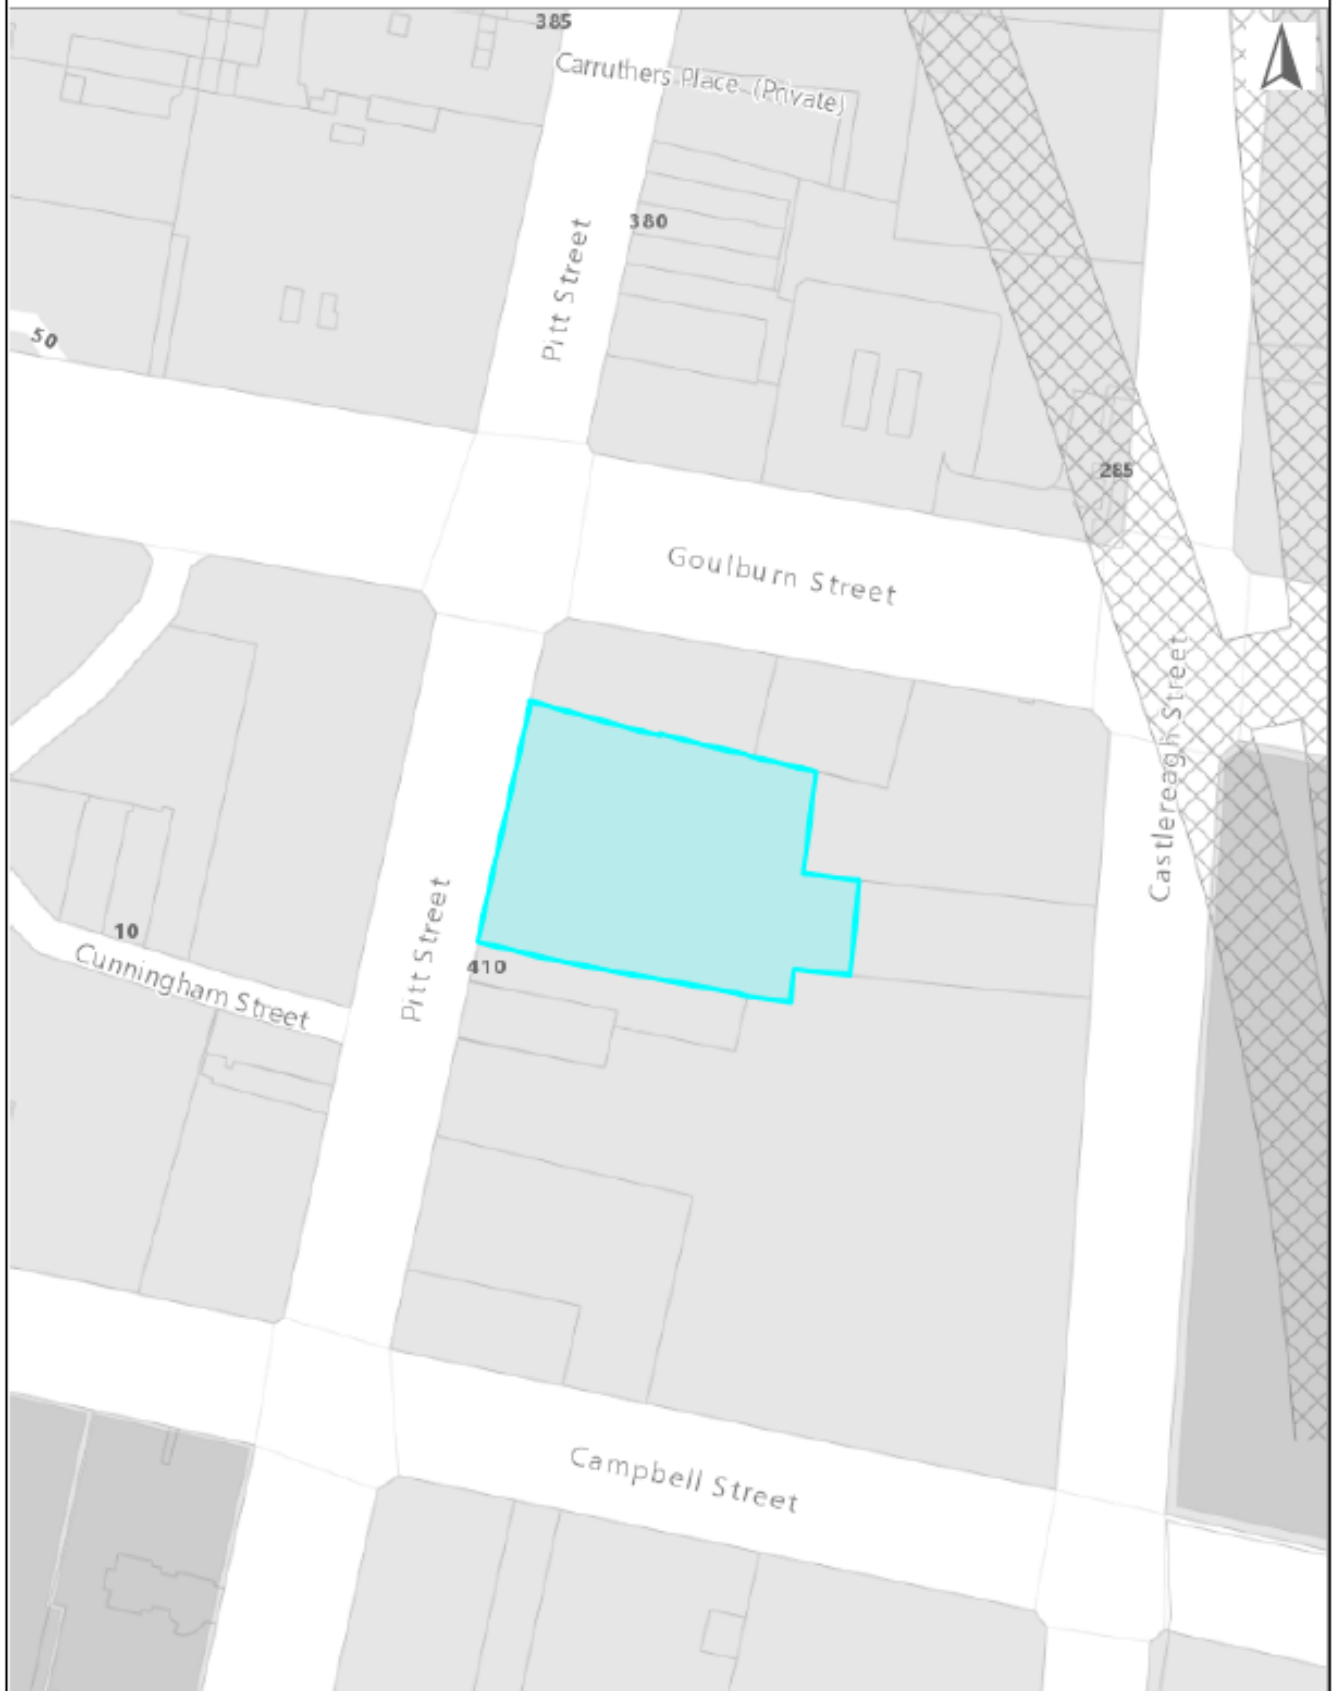 385
Carruthers Place (Private)
380
Pitt Street
50
285
Goulburn Street
Castlereagh Street
10
Cunningham Street
Pitt Street
410
Campbell Street